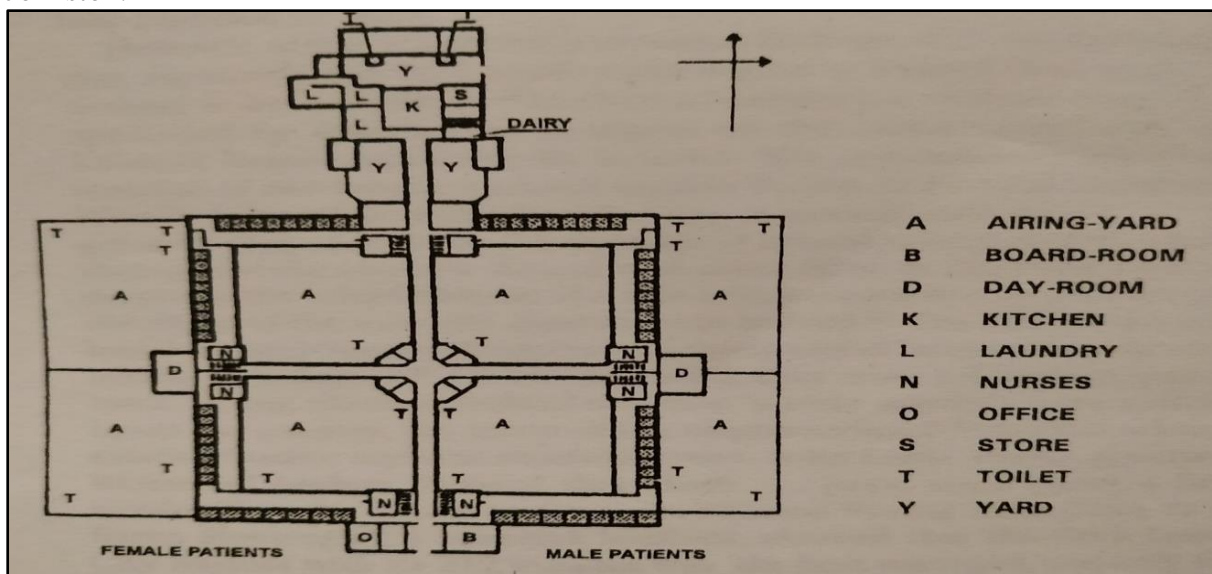 T
Y
L L K S
L DAIRY
Y Y
T T T T
T T
A A A A
T T
N N
D D
N N
T T
A A A A
T T T T
T N N
O B
FEMALE PATIENTS MALE PATIENTS
A AIRING-YARD
B BOARD-ROOM
D DAY-ROOM
K KITCHEN
L LAUNDRY
N NURSES
O OFFICE
S STORE
T TOILET
Y YARD